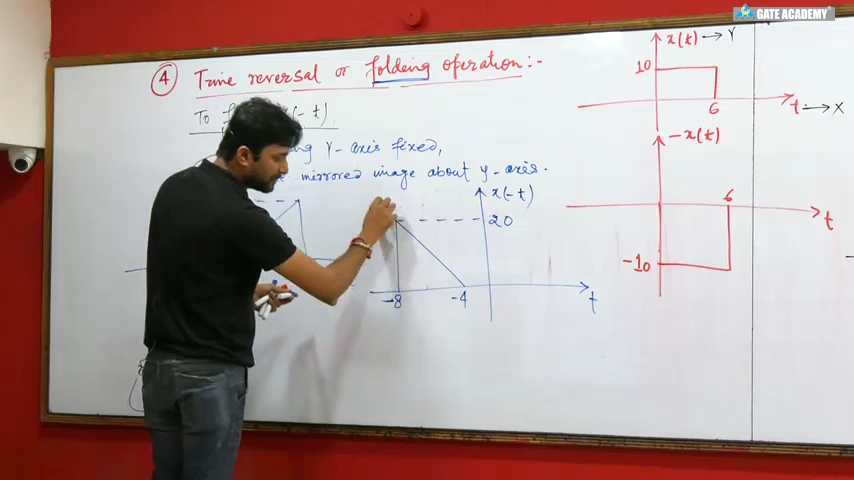 GATE ACADEMY
④ Time reversal or folding operation:-
To (-t).
Y-axis fixed,
mirrored image about y-axis.
x(-t)
20
-8 -4 t
x(t) → Y
10
6 t → X
-x(t)
6
t
-10